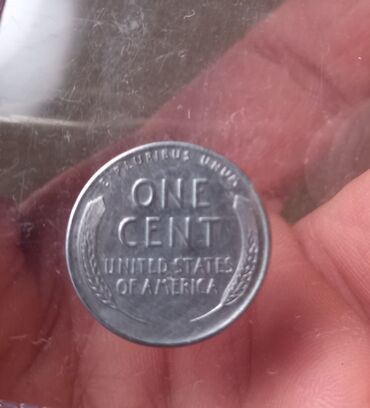 E PLURIBUS UNUM
ONE
CENT
UNITED STATES
OF AMERICA